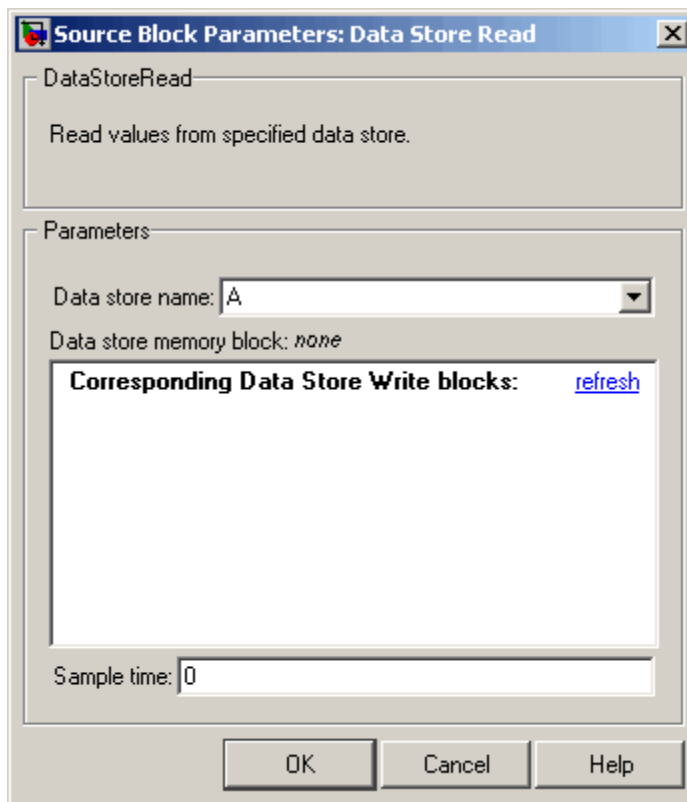 Source Block Parameters: Data Store Read
DataStoreRead
Read values from specified data store.
Parameters
Data store name: A
Data store memory block: none
Corresponding Data Store Write blocks: refresh
Sample time: 0
OK Cancel Help